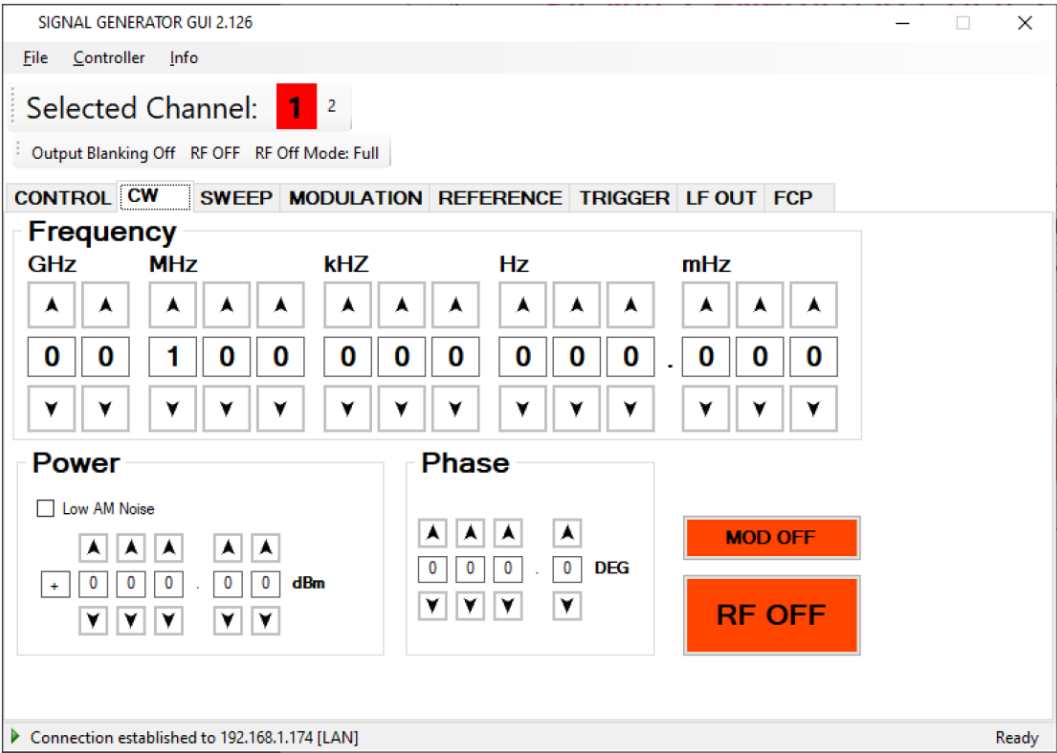 SIGNAL GENERATOR GUI 2.126
File Controller Info
Selected Channel: 1 2
Output Blanking Off RF OFF RF Off Mode: Full
CONTROL CW SWEEP MODULATION REFERENCE TRIGGER LF OUT FCP
Frequency
GHz MHz kHZ Hz mHz
0 0 1 0 0 0 0 0 0 0 0 . 0 0 0
Power
Low AM Noise
+ 0 0 0 . 0 0 dBm
Phase
0 0 0 . 0 DEG
MOD OFF
RF OFF
Connection established to 192.168.1.174 [LAN] Ready